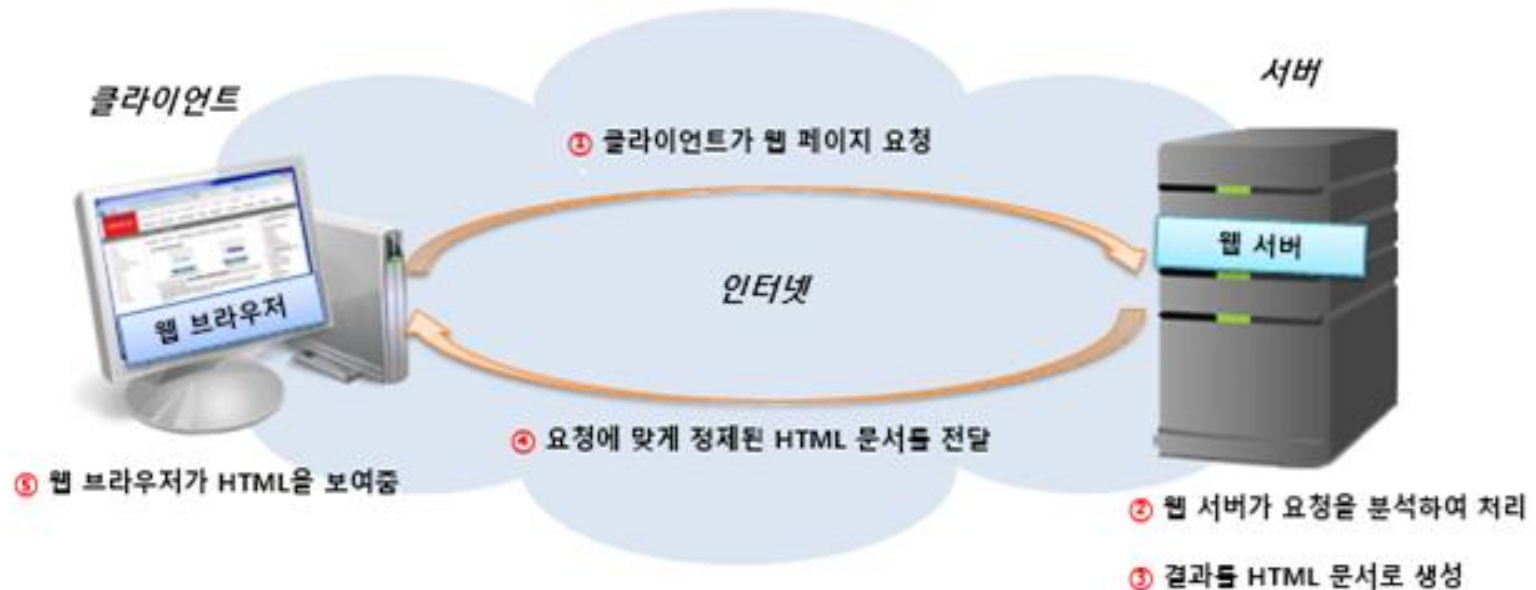 클라이언트
서버
① 클라이언트가 웹 페이지 요청
웹 서버
인터넷
웹 브라우저
④ 요청에 맞게 정제된 HTML 문서를 전달
⑤ 웹 브라우저가 HTML을 보여줌
② 웹 서버가 요청을 분석하여 처리
③ 결과를 HTML 문서로 생성